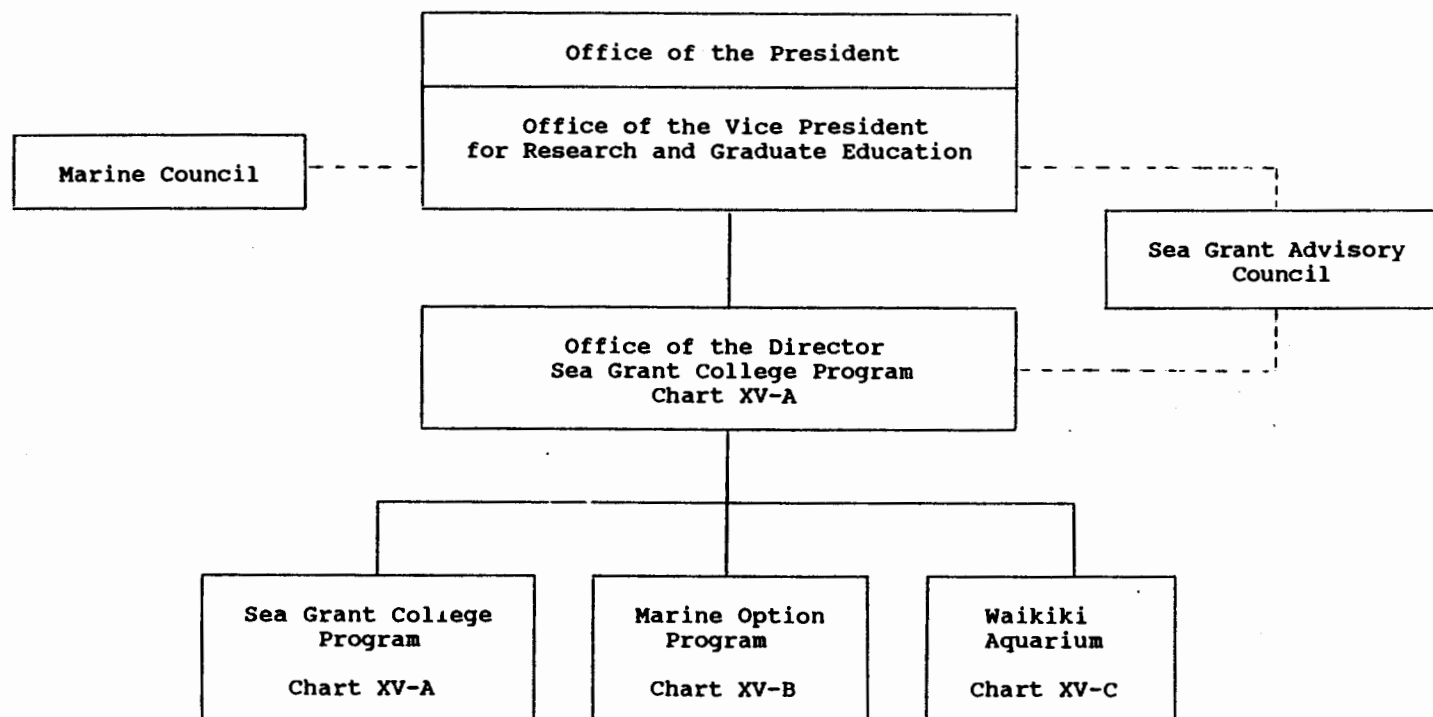 Office of the President
Office of the Vice President
for Research and Graduate Education
Marine Council
Sea Grant Advisory
Council
Office of the Director
Sea Grant College Program
Chart XV-A
Sea Grant College
Program
Chart XV-A
Marine Option
Program
Chart XV-B
Waikiki
Aquarium
Chart XV-C